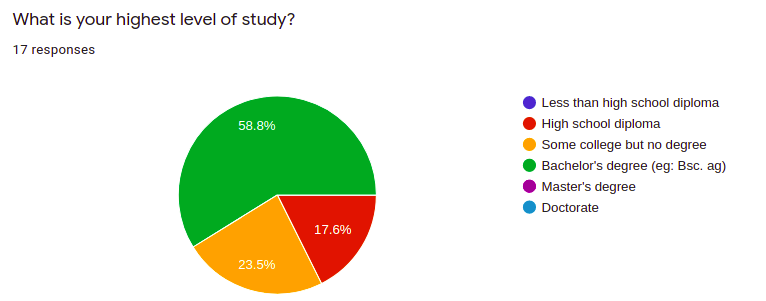 What is your highest level of study?
17 responses
58.8%
17.6%
23.5%
Less than high school diploma
High school diploma
Some college but no degree
Bachelor's degree (eg: Bsc. ag)
Master's degree
Doctorate